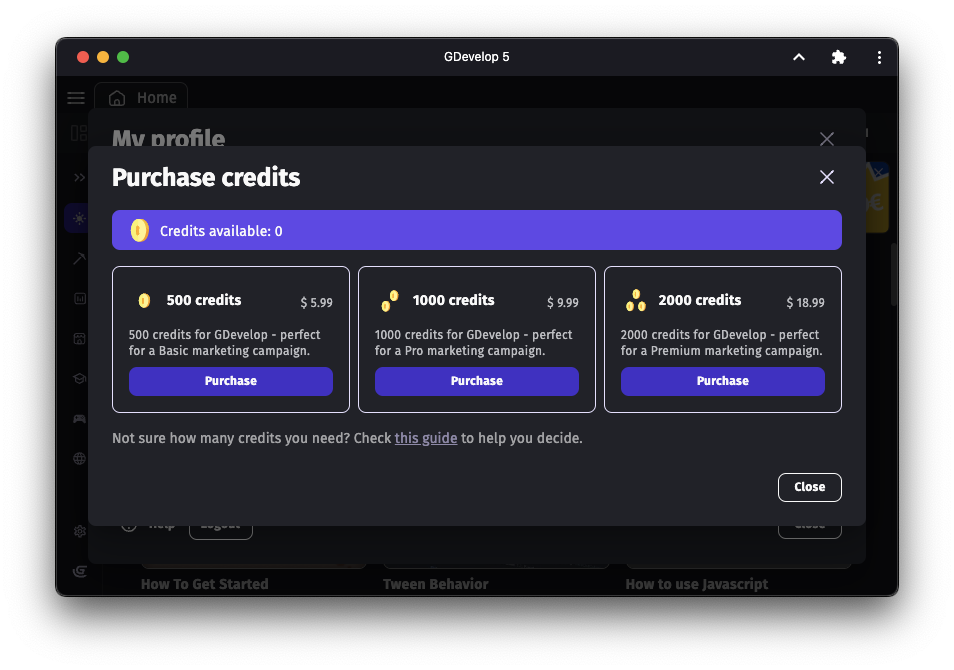 GDevelop 5
Home
My profile
Purchase credits
Credits available: 0
500 credits
$ 5.99
500 credits for GDevelop - perfect
for a Basic marketing campaign.
Purchase
1000 credits
$ 9.99
1000 credits for GDevelop - perfect
for a Pro marketing campaign.
Purchase
2000 credits
$ 18.99
2000 credits for GDevelop - perfect
for a Premium marketing campaign.
Purchase
Not sure how many credits you need? Check this guide to help you decide.
Close
Help
Logout
Close
How To Get Started
Tween Behavior
How to use Javascript